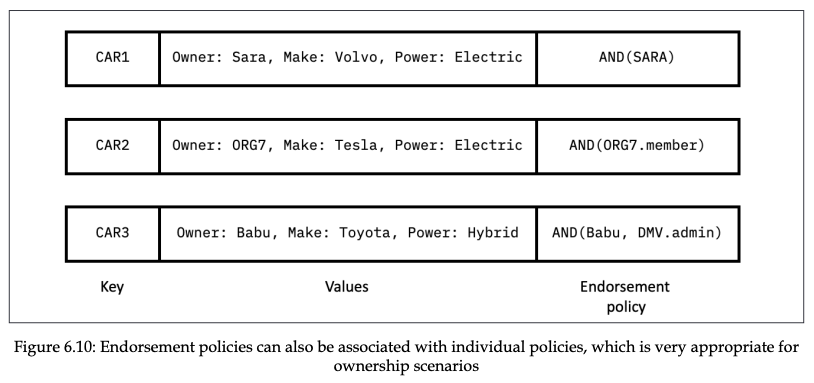 CAR1 Owner: Sara, Make: Volvo, Power: Electric AND(SARA)
CAR2 Owner: ORG7, Make: Tesla, Power: Electric AND(ORG7.member)
CAR3 Owner: Babu, Make: Toyota, Power: Hybrid AND(Babu, DMV.admin)
Key Values Endorsement
policy
Figure 6.10: Endorsement policies can also be associated with individual policies, which is very appropriate for
ownership scenarios